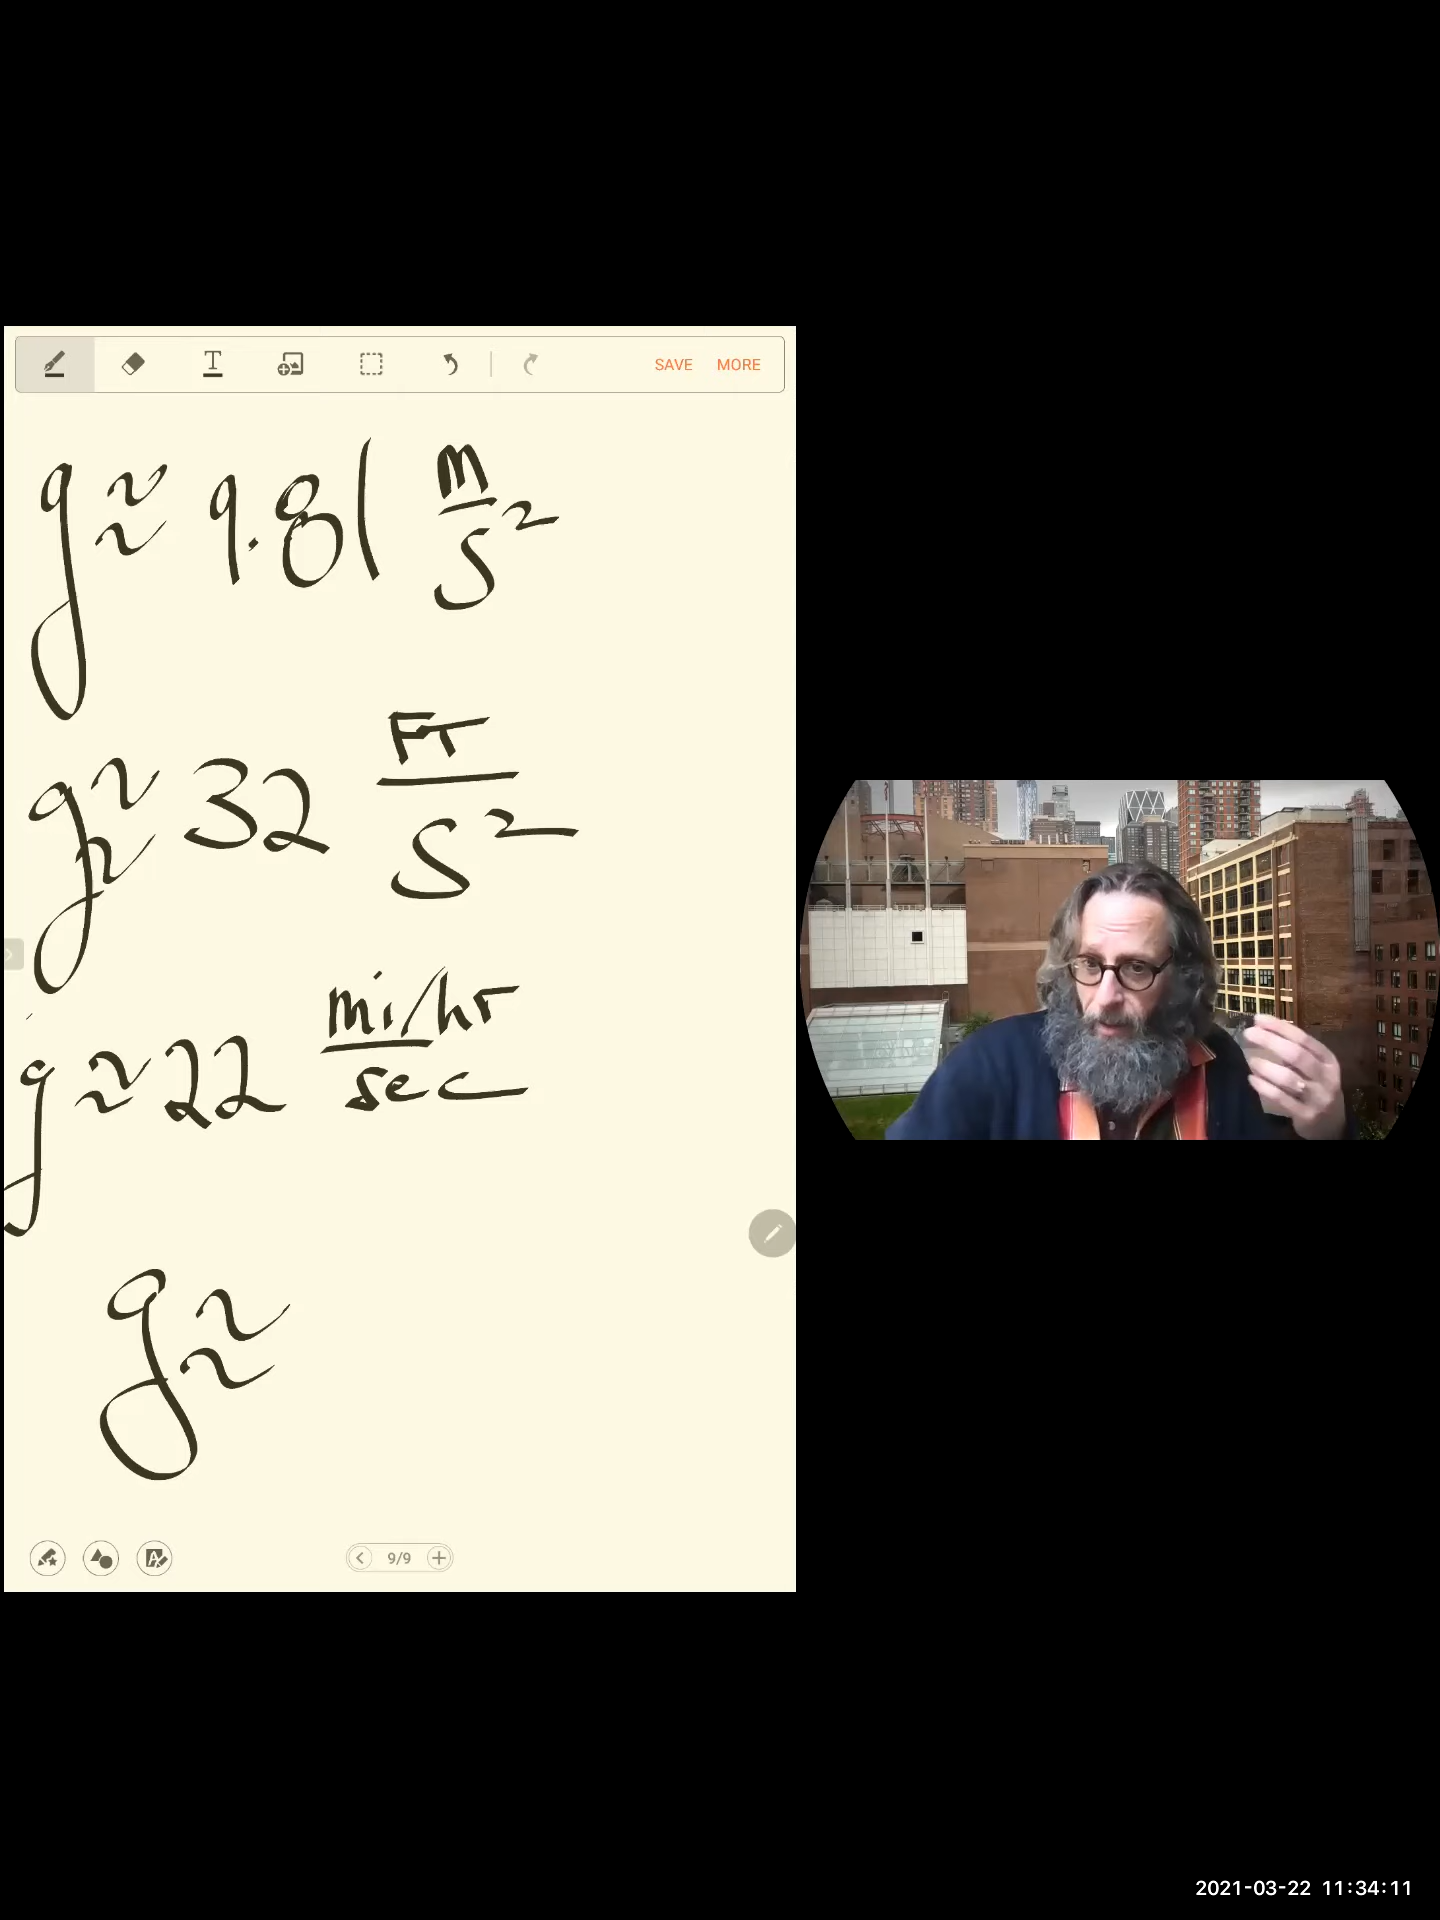 T SAVE MORE
g ≈ 9.81 m/s²
g ≈ 32 FT/S²
g ≈ 22 mi/hr/sec
g ≈
A 9/9
2021-03-22 11:34:11